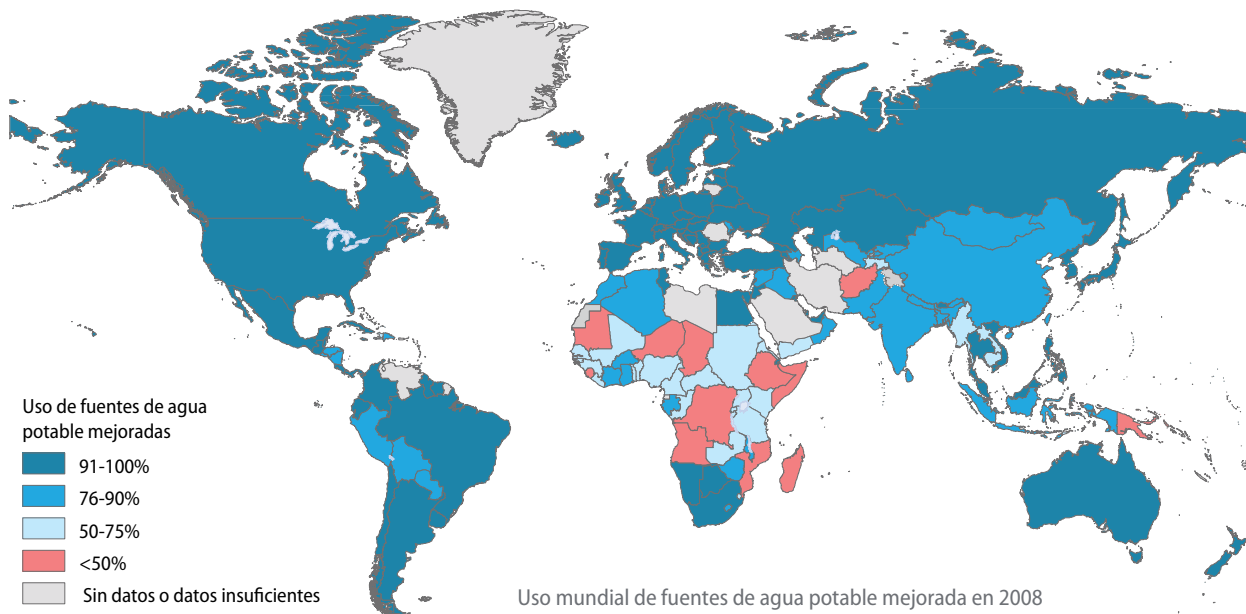 Uso de fuentes de agua
potable mejoradas
91-100%
76-90%
50-75%
<50%
Sin datos o datos insuficientes
Uso mundial de fuentes de agua potable mejorada en 2008